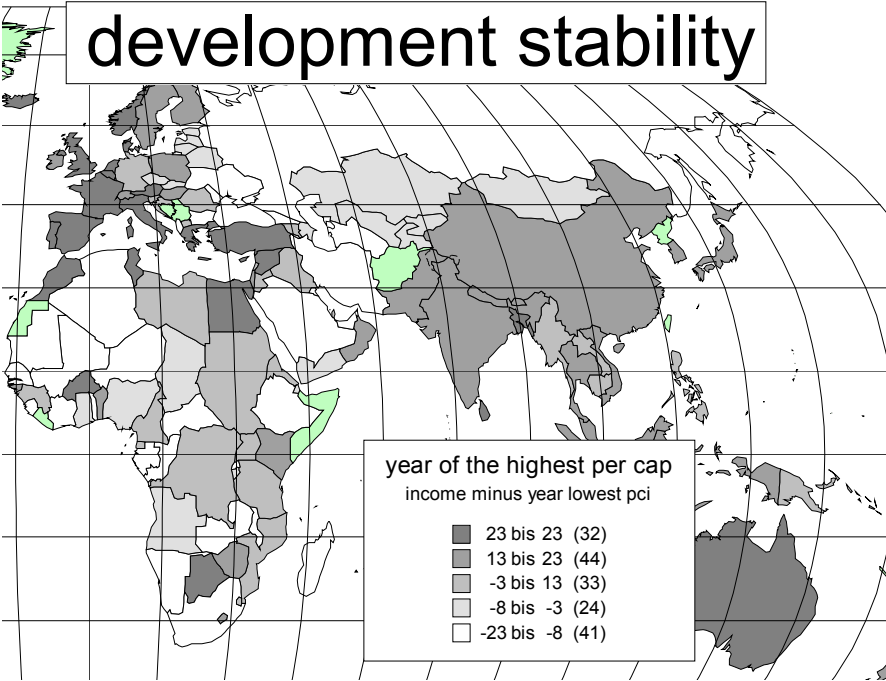 development stability
year of the highest per cap
income minus year lowest pci
23 bis 23 (32)
13 bis 23 (44)
-3 bis 13 (33)
-8 bis -3 (24)
-23 bis -8 (41)